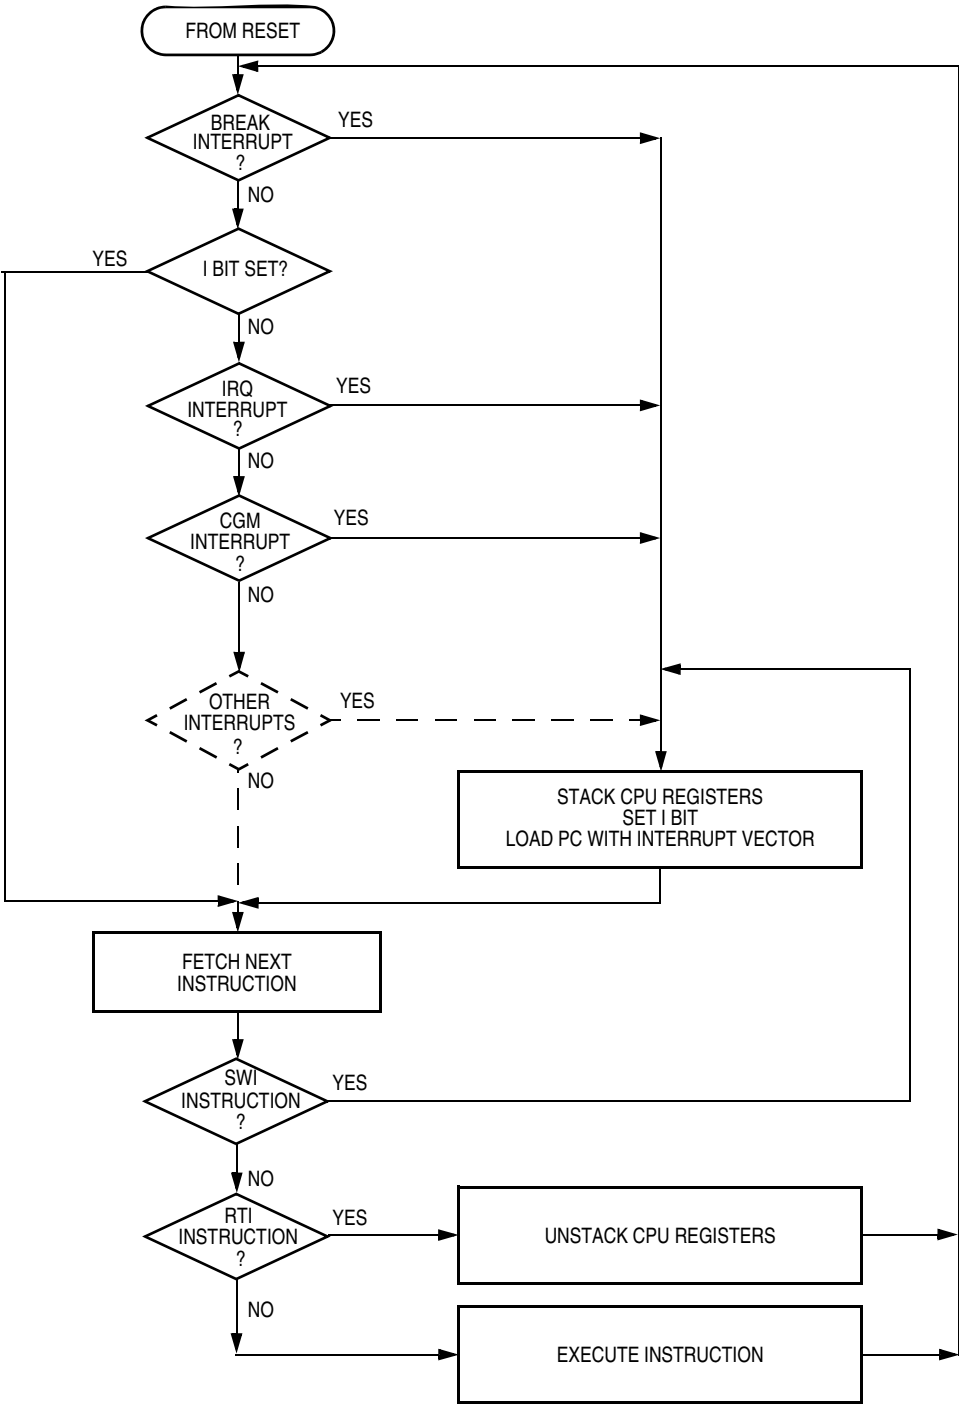 FROM RESET
BREAK
INTERRUPT
?
YES
NO
YES
I BIT SET?
NO
IRQ
INTERRUPT
?
YES
NO
CGM
INTERRUPT
?
YES
NO
OTHER
INTERRUPTS
?
YES
NO
STACK CPU REGISTERS
SET I BIT
LOAD PC WITH INTERRUPT VECTOR
FETCH NEXT
INSTRUCTION
SWI
INSTRUCTION
?
YES
NO
RTI
INSTRUCTION
?
YES
UNSTACK CPU REGISTERS
NO
EXECUTE INSTRUCTION